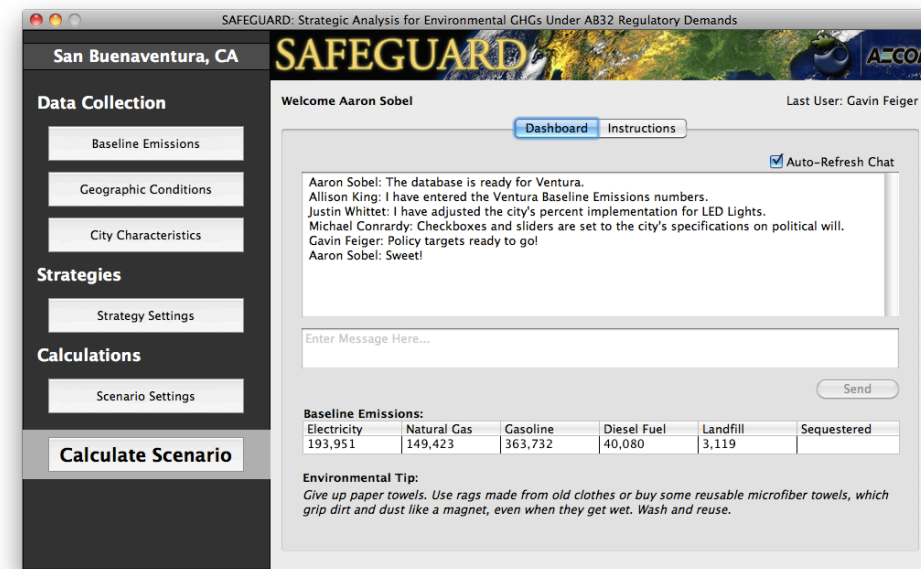 SAFEGUARD: Strategic Analysis for Environmental GHGs Under AB32 Regulatory Demands
San Buenaventura, CA
Data Collection
Baseline Emissions
Geographic Conditions
City Characteristics
Strategies
Strategy Settings
Calculations
Scenario Settings
Calculate Scenario
SAFEGUARD
AECO
Welcome Aaron Sobel
Last User: Gavin Feiger
Dashboard Instructions
Auto-Refresh Chat
Aaron Sobel: The database is ready for Ventura.
Allison King: I have entered the Ventura Baseline Emissions numbers.
Justin Whittet: I have adjusted the city's percent implementation for LED Lights.
Michael Conrardy: Checkboxes and sliders are set to the city's specifications on political will.
Gavin Feiger: Policy targets ready to go!
Aaron Sobel: Sweet!
Enter Message Here...
Send
Baseline Emissions:
Electricity Natural Gas Gasoline Diesel Fuel Landfill Sequestered
193,951 149,423 363,732 40,080 3,119
Environmental Tip:
Give up paper towels. Use rags made from old clothes or buy some reusable microfiber towels, which
grip dirt and dust like a magnet, even when they get wet. Wash and reuse.